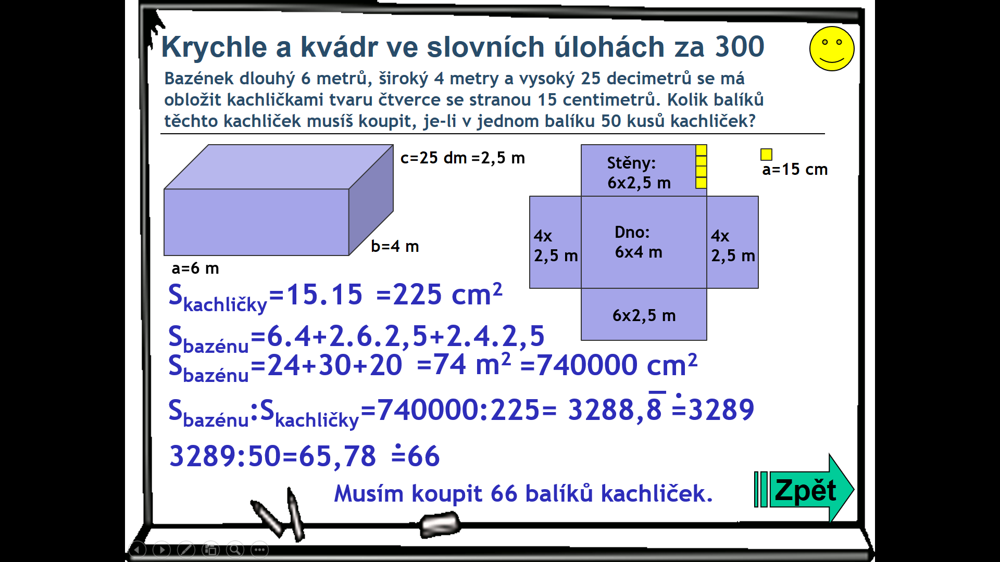 Krychle a kvádr ve slovních úlohách za 300
Bazének dlouhý 6 metrů, široký 4 metry a vysoký 25 decimetrů se má
obložit kachličkami tvaru čtverce se stranou 15 centimetrů. Kolik balíků
těchto kachliček musíš koupit, je-li v jednom balíku 50 kusů kachliček?
c=25 dm =2,5 m
b=4 m
a=6 m
Stěny:
6x2,5 m
a=15 cm
4x
2,5 m
Dno:
6x4 m
4x
2,5 m
6x2,5 m
Skachličky=15.15 =225 cm²
Sbazénu=6.4+2.6.2,5+2.4.2,5
Sbazénu=24+30+20 =74 m² =740000 cm²
Sbazénu:Skachličky=740000:225= 3288,8̅ ≐3289
3289:50=65,78 ≐66
Musím koupit 66 balíků kachliček.
Zpět